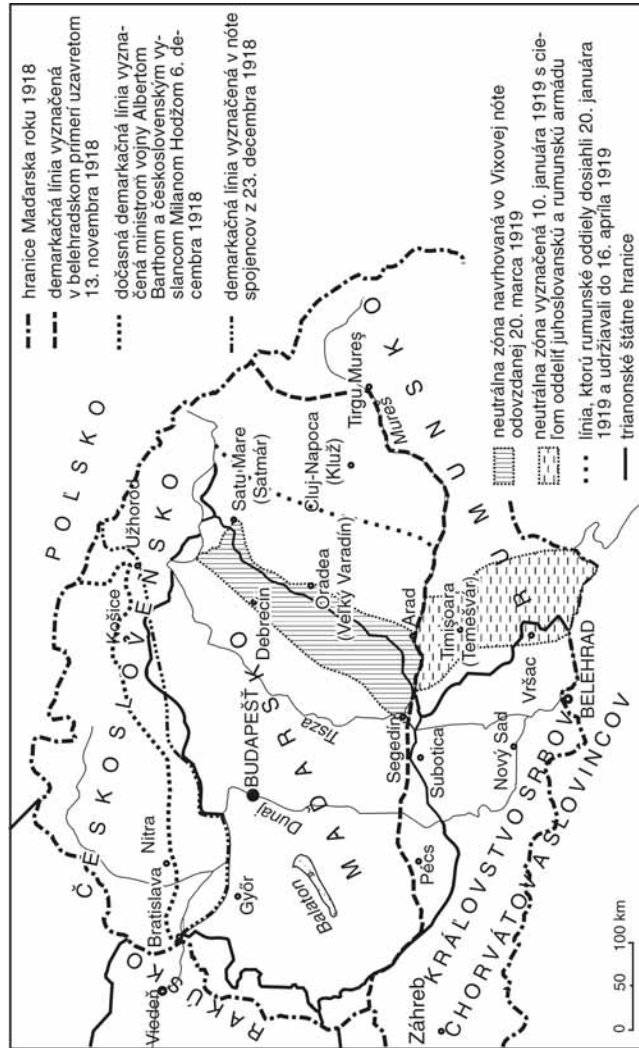 hranice Maďarska roku 1918
demarkačná línia vyznačená
v belehradskom prímerí uzavretom
13. novembra 1918
dočasná demarkačná línia vyzna-
čená ministrom vojny Albertom
Barthom a československým vy-
slancom Milanom Hodžom 6. de-
cembra 1918
demarkačná línia vyznačená v nóte
spojencov z 23. decembra 1918
POĽSKO
ČESKOSLOVENSKO
Užhorod
Košice
Nitra
Bratislava
Viedeň
RAKÚSKO
Satu-Mare
(Satmár)
Debrecín
BUDAPEŠŤ
Győr
Dunaj
Tisza
Balaton
MAĎARSKO
Oradea
(Veľký Varadín)
Cluj-Napoca
(Kluž)
Tirgu Mureș
Mureș
RUMUNSKO
Arad
Segedín
Timișoara
(Temešvár)
Subotica
Pécs
Nový Sad
Vršac
BELEHRAD
Záhreb
KRÁĽOVSTVO SRBOV
CHORVÁTOV A SLOVINCOV
0 50 100 km
neutrálna zóna navrhovaná vo Vixovej nóte
odovzdanej 20. marca 1919
neutrálna zóna vyznačená 10. januára 1919 s cie-
ľom oddeliť juhoslovanskú a rumunskú armádu
línia, ktorú rumunské oddiely dosiahli 20. januára
1919 a udržiavali do 16. apríla 1919
trianonské štátne hranice